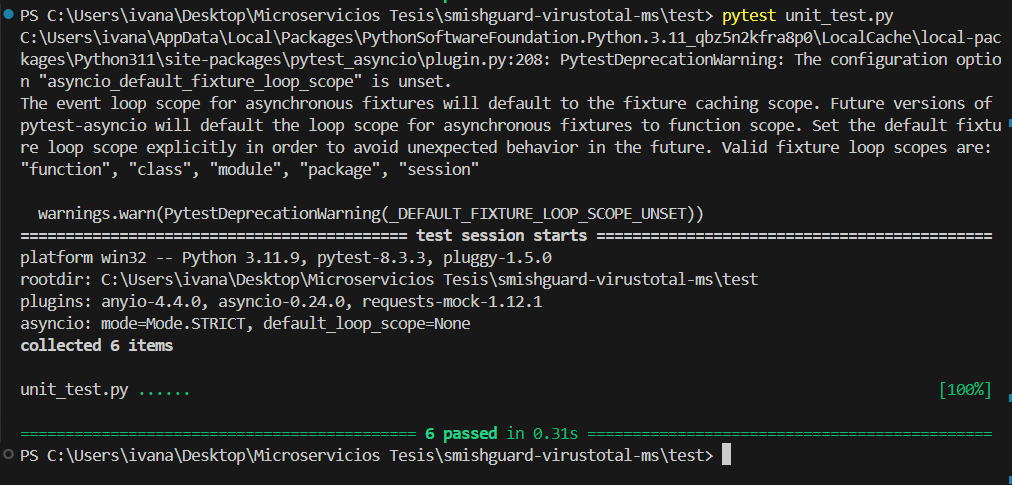 PS C:\Users\ivana\Desktop\Microservicios Tesis\smishguard-virustotal-ms\test> pytest unit_test.py
C:\Users\ivana\AppData\Local\Packages\PythonSoftwareFoundation.Python.3.11_qbz5n2kfra8p0\LocalCache\local-pac
kages\Python311\site-packages\pytest_asyncio\plugin.py:208: PytestDeprecationWarning: The configuration optio
n "asyncio_default_fixture_loop_scope" is unset.
The event loop scope for asynchronous fixtures will default to the fixture caching scope. Future versions of
pytest-asyncio will default the loop scope for asynchronous fixtures to function scope. Set the default fixtu
re loop scope explicitly in order to avoid unexpected behavior in the future. Valid fixture loop scopes are:
"function", "class", "module", "package", "session"
warnings.warn(PytestDeprecationWarning(_DEFAULT_FIXTURE_LOOP_SCOPE_UNSET))
=========================================== test session starts ============================================
platform win32 -- Python 3.11.9, pytest-8.3.3, pluggy-1.5.0
rootdir: C:\Users\ivana\Desktop\Microservicios Tesis\smishguard-virustotal-ms\test
plugins: anyio-4.4.0, asyncio-0.24.0, requests-mock-1.12.1
asyncio: mode=Mode.STRICT, default_loop_scope=None
collected 6 items
unit_test.py ...... [100%]
============================================ 6 passed in 0.31s =============================================
PS C:\Users\ivana\Desktop\Microservicios Tesis\smishguard-virustotal-ms\test>